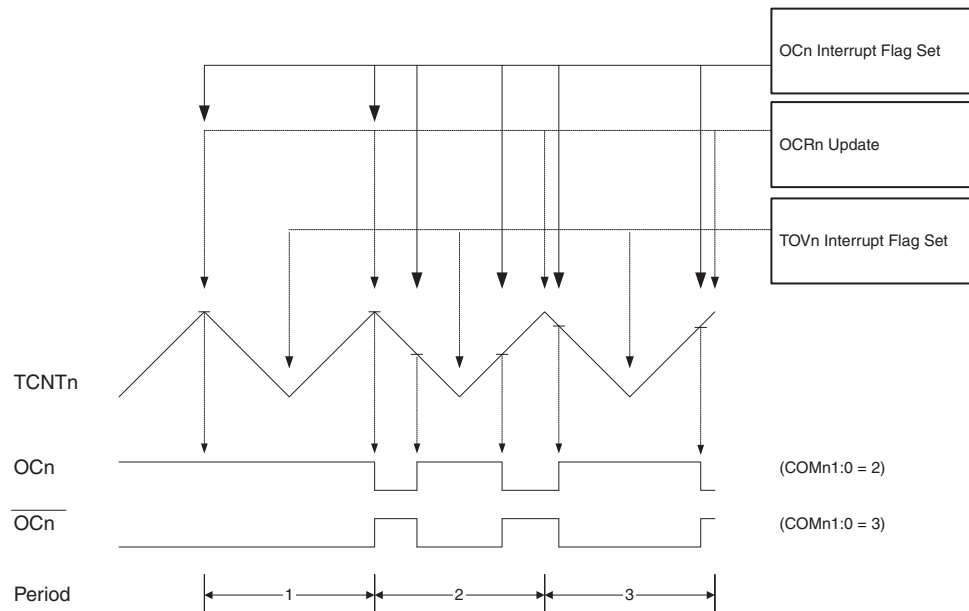 OCn Interrupt Flag Set
OCRn Update
TOVn Interrupt Flag Set
TCNTn
OCn (COMn1:0 = 2)
OCn (COMn1:0 = 3)
Period 1 2 3